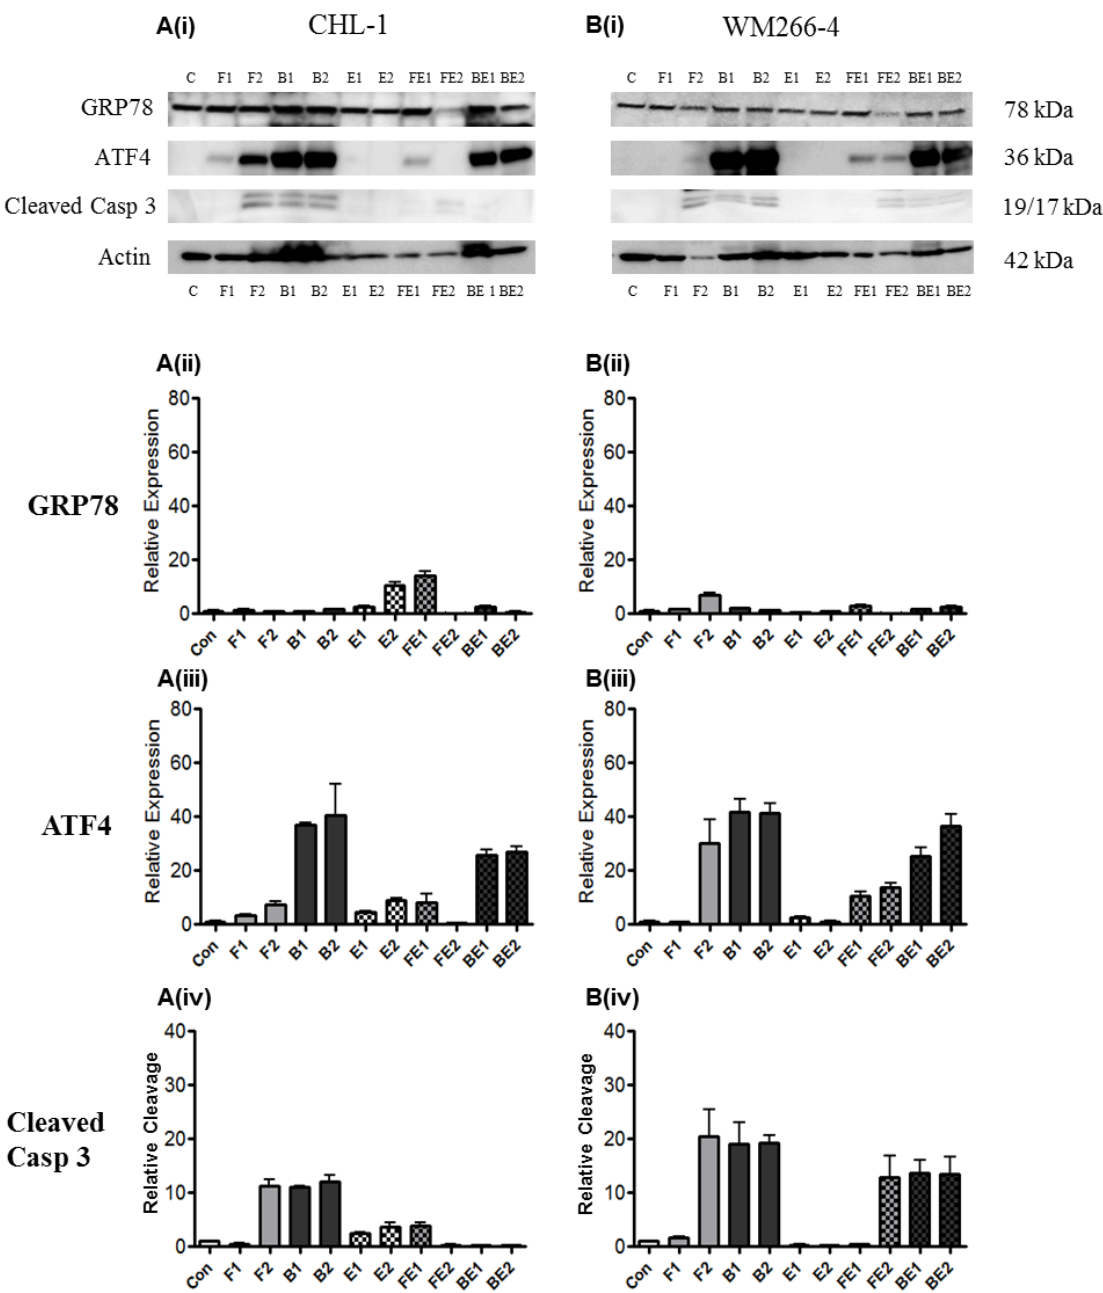 A(i) CHL-1 B(i) WM266-4
C F1 F2 B1 B2 E1 E2 FE1 FE2 BE1 BE2 C F1 F2 B1 B2 E1 E2 FE1 FE2 BE1 BE2
GRP78 78 kDa
ATF4 36 kDa
Cleaved Casp 3 19/17 kDa
Actin 42 kDa
C F1 F2 B1 B2 E1 E2 FE1 FE2 BE 1 BE2 C F1 F2 B1 B2 E1 E2 FE1 FE2 BE1 BE2
A(ii) B(ii)
GRP78
Relative Expression
80
60
40
20
0
Con F1 F2 B1 B2 E1 E2 FE1 FE2 BE1 BE2
Relative Expression
80
60
40
20
0
Con F1 F2 B1 B2 E1 E2 FE1 FE2 BE1 BE2
A(iii) B(iii)
ATF4
Relative Expression
80
60
40
20
0
Con F1 F2 B1 B2 E1 E2 FE1 FE2 BE1 BE2
Relative Expression
80
60
40
20
0
Con F1 F2 B1 B2 E1 E2 FE1 FE2 BE1 BE2
A(iv) B(iv)
Cleaved
Casp 3
Relative Cleavage
40
30
20
10
0
Con F1 F2 B1 B2 E1 E2 FE1 FE2 BE1 BE2
Relative Cleavage
40
30
20
10
0
Con F1 F2 B1 B2 E1 E2 FE1 FE2 BE1 BE2